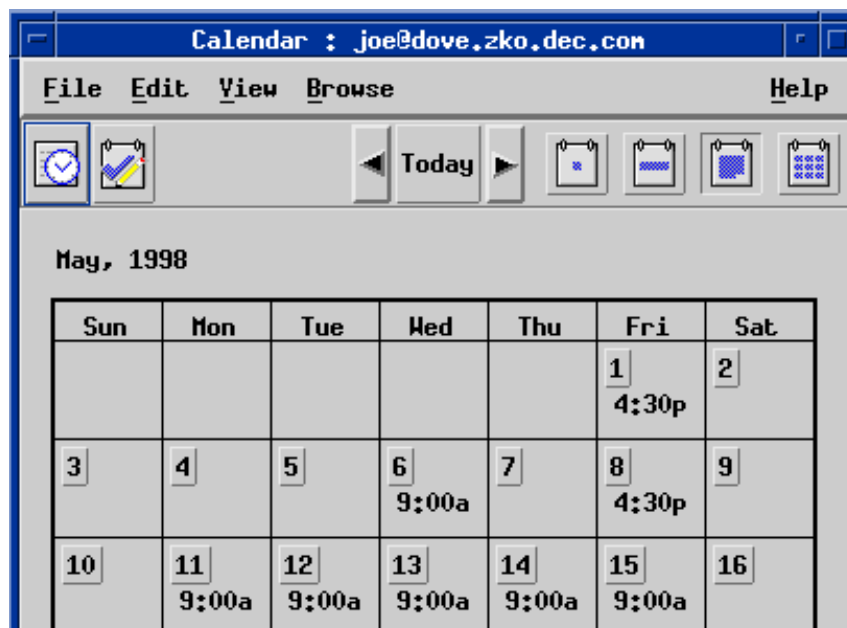 Calendar : joe@dove.zko.dec.com
File Edit View Browse Help
Today
May, 1998
Sun Mon Tue Wed Thu Fri Sat
1 2
4:30p
3 4 5 6 7 8 9
9:00a 4:30p
10 11 12 13 14 15 16
9:00a 9:00a 9:00a 9:00a 9:00a